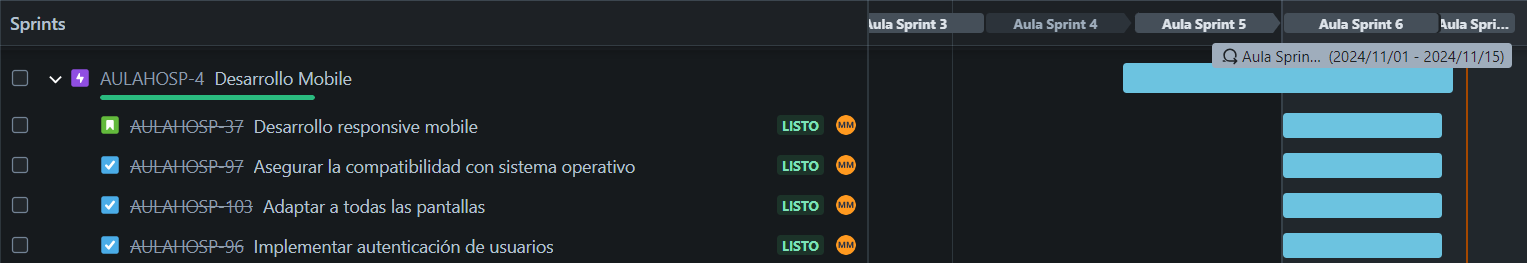 Sprints
Aula Sprint 3
Aula Sprint 4
Aula Sprint 5
Aula Sprint 6
Aula Spri...
Aula Sprin... (2024/11/01 - 2024/11/15)
AULAHOSP-4 Desarrollo Mobile
AULAHOSP-37 Desarrollo responsive mobile LISTO MM
AULAHOSP-97 Asegurar la compatibilidad con sistema operativo LISTO MM
AULAHOSP-103 Adaptar a todas las pantallas LISTO MM
AULAHOSP-96 Implementar autenticación de usuarios LISTO MM